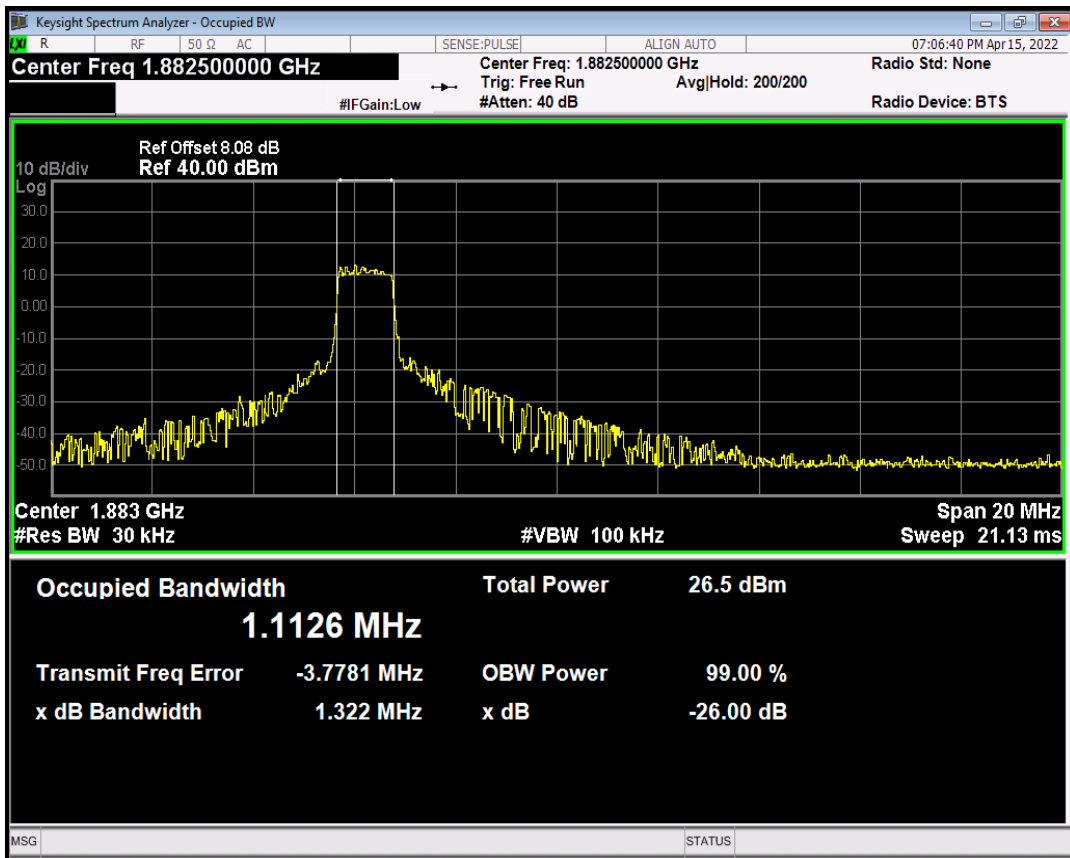 Keysight Spectrum Analyzer - Occupied BW
LXI R RF 50 Ω AC SENSE:PULSE ALIGN AUTO 07:06:40 PM Apr 15, 2022
Center Freq 1.882500000 GHz Center Freq: 1.882500000 GHz Radio Std: None
Trig: Free Run Avg|Hold: 200/200
#IFGain:Low #Atten: 40 dB Radio Device: BTS
Ref Offset 8.08 dB
10 dB/div Ref 40.00 dBm
Log
30.0
20.0
10.0
0.00
-10.0
-20.0
-30.0
-40.0
-50.0
Center 1.883 GHz Span 20 MHz
#Res BW 30 kHz #VBW 100 kHz Sweep 21.13 ms
Occupied Bandwidth Total Power 26.5 dBm
1.1126 MHz
Transmit Freq Error -3.7781 MHz OBW Power 99.00 %
x dB Bandwidth 1.322 MHz x dB -26.00 dB
MSG STATUS